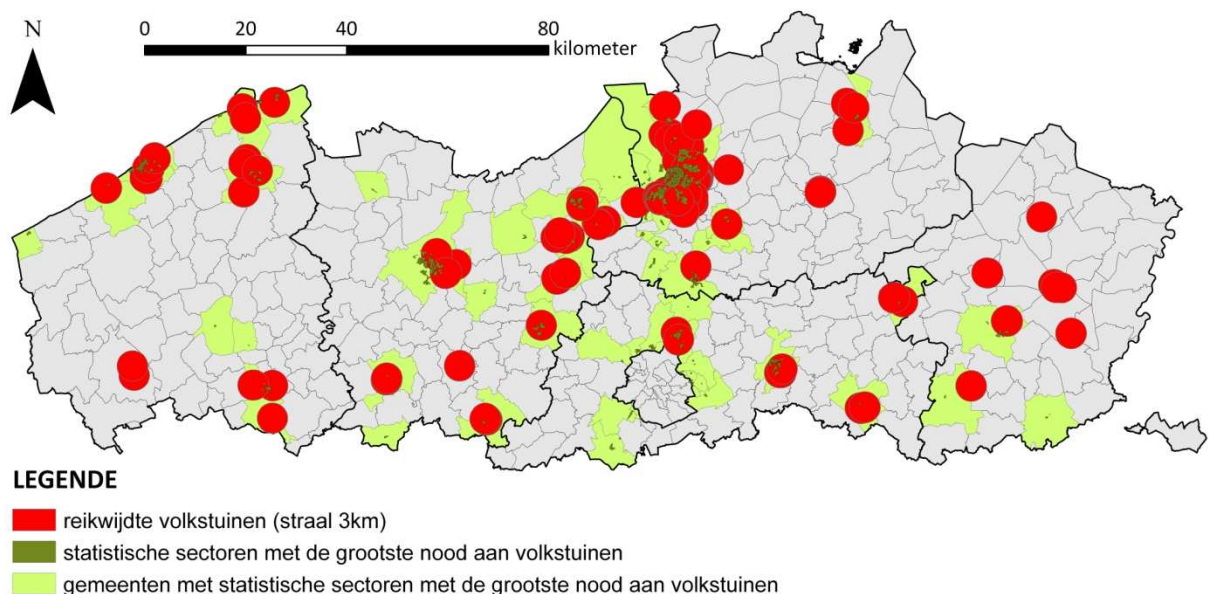 N
0 20 40 80
kilometer
LEGENDE
reikwijdte volkstuinen (straal 3km)
statistische sectoren met de grootste nood aan volkstuinen
gemeenten met statistische sectoren met de grootste nood aan volkstuinen